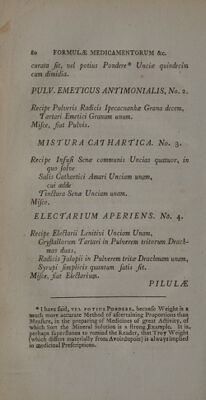 80 FORMULÆ MEDICAMENTORUM &c.
curata fit, vel potius Pondere* Unciæ quindecim
cum dimidia.
PULV. EMETICUS ANTIMONIALIS, No. 2.
Recipe Pulveris Radicis Ipecacuanhæ Grana decem,
Tartari Emetici Granum unum.
Misce, fiat Pulvis.
MISTURA CATHARTICA. No. 3.
Recipe Infusi Senæ communis Uncias quatuor, in
quo solve
Salis Cathartici Amari Unciam unam,
cui adde
Tincturæ Senæ Unciam unam.
Misce.
ELECTARIUM APERIENS. No. 4.
Recipe Electarii Lenitivi Unciam Unam,
Crystallorum Tartari in Pulverem tritorum Drach-
mas duas,
Radicis Jalapii in Pulverem tritæ Drachmam unam,
Syrupi simplicis quantum satis fit.
Misce, fiat Electarium.
PILULÆ
* I have said, VEL POTIUS PONDERE, because Weight is a
much more accurate Method of ascertaining Proportions than
Measure, in the preparing of Medicines of great Activity, of
which sort the Mineral Solution is a strong Example. It is,
perhaps superfluous to remind the Reader, that Troy Weight
(which differs materially from Avoirdupois) is always implied
in medicinal Prescriptions.